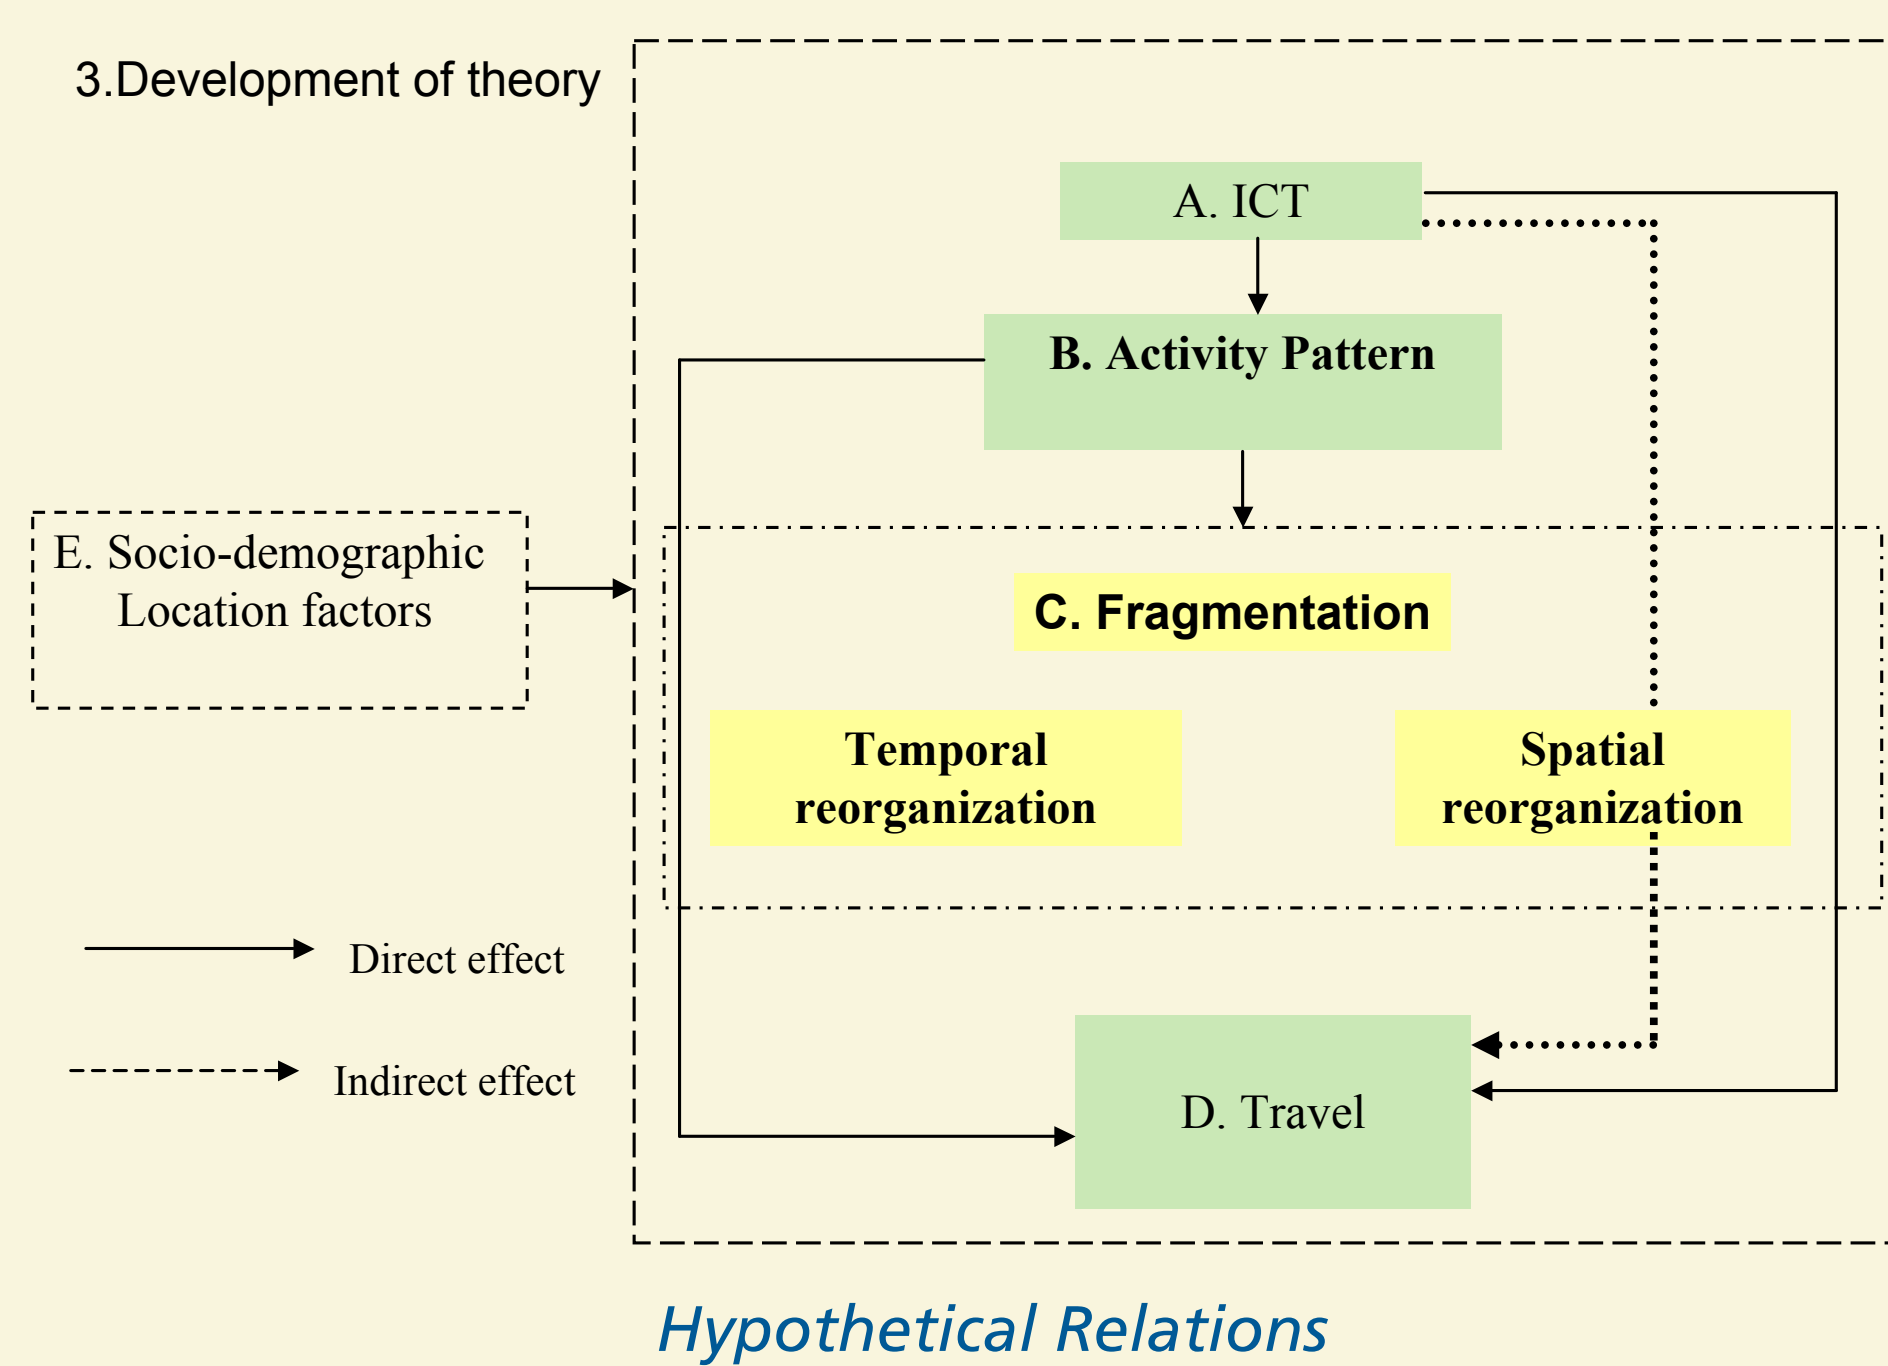 3.Development of theory
A. ICT
B. Activity Pattern
E. Socio-demographic
Location factors
C. Fragmentation
Temporal
reorganization
Spatial
reorganization
Direct effect
Indirect effect
D. Travel
Hypothetical Relations